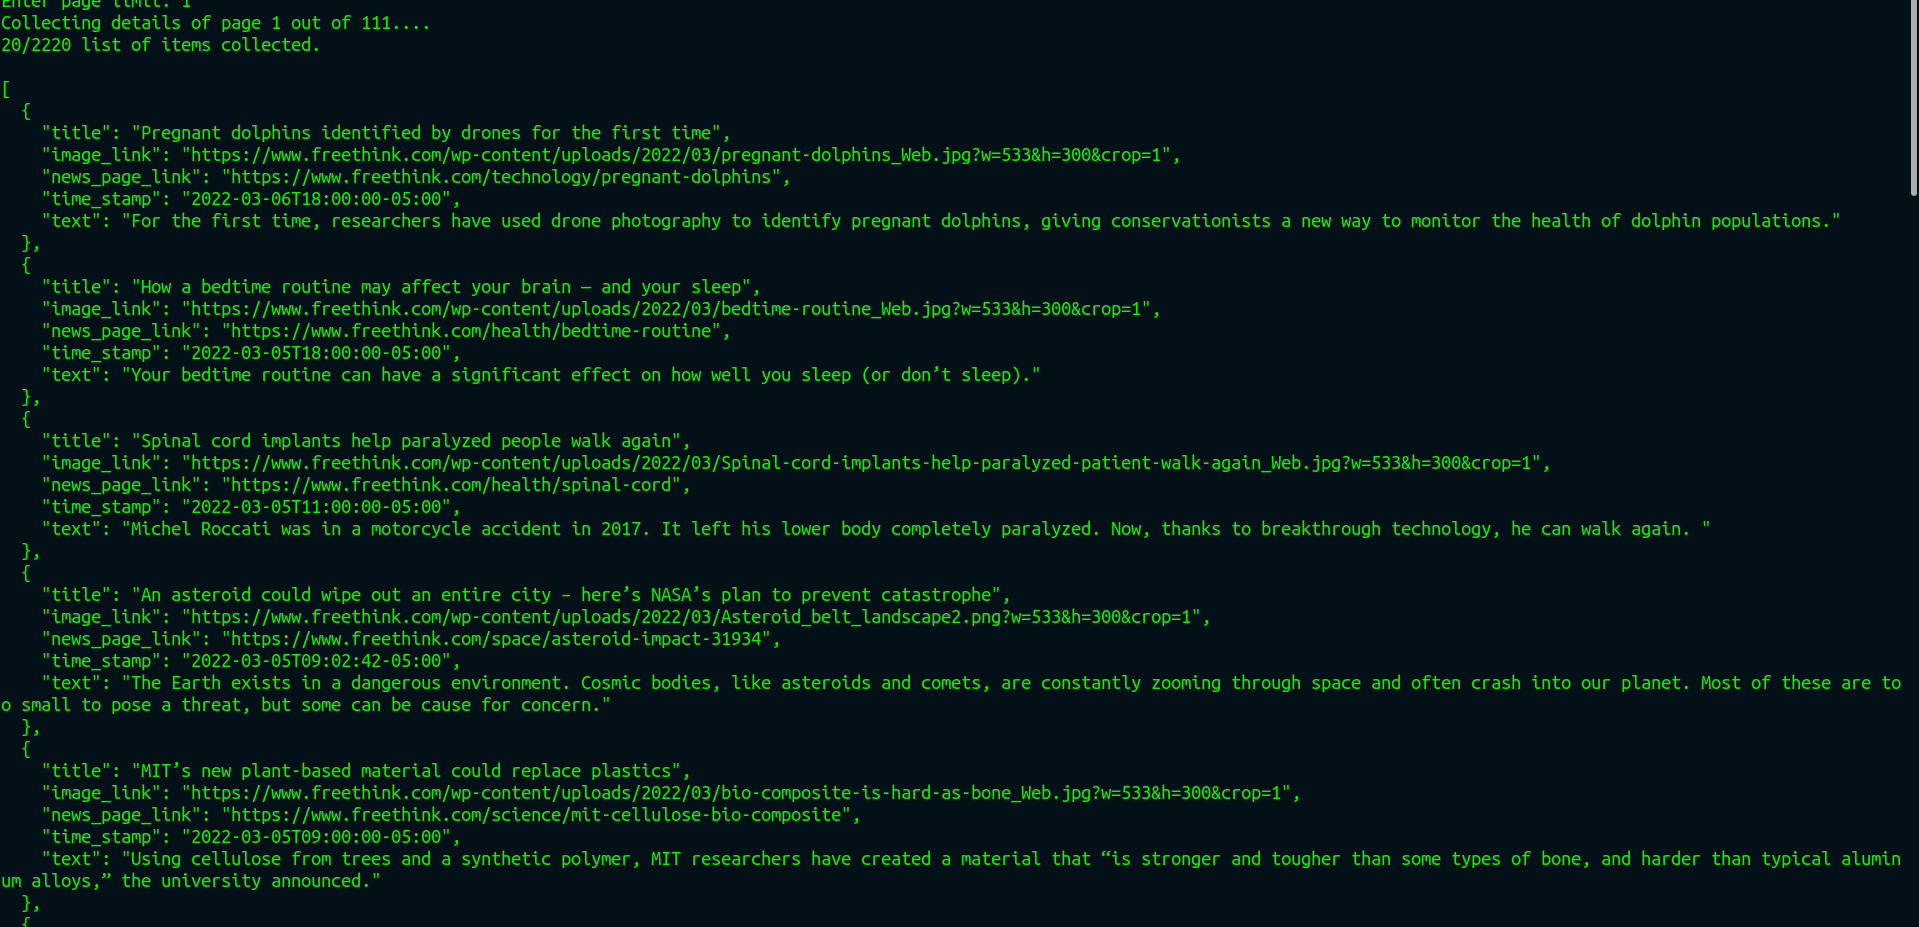 Enter page limit: 1
Collecting details of page 1 out of 111....
20/2220 list of items collected.

[
  {
    "title": "Pregnant dolphins identified by drones for the first time",
    "image_link": "https://www.freethink.com/wp-content/uploads/2022/03/pregnant-dolphins_Web.jpg?w=533&h=300&crop=1",
    "news_page_link": "https://www.freethink.com/technology/pregnant-dolphins",
    "time_stamp": "2022-03-06T18:00:00-05:00",
    "text": "For the first time, researchers have used drone photography to identify pregnant dolphins, giving conservationists a new way to monitor the health of dolphin populations."
  },
  {
    "title": "How a bedtime routine may affect your brain — and your sleep",
    "image_link": "https://www.freethink.com/wp-content/uploads/2022/03/bedtime-routine_Web.jpg?w=533&h=300&crop=1",
    "news_page_link": "https://www.freethink.com/health/bedtime-routine",
    "time_stamp": "2022-03-05T18:00:00-05:00",
    "text": "Your bedtime routine can have a significant effect on how well you sleep (or don’t sleep)."
  },
  {
    "title": "Spinal cord implants help paralyzed people walk again",
    "image_link": "https://www.freethink.com/wp-content/uploads/2022/03/Spinal-cord-implants-help-paralyzed-patient-walk-again_Web.jpg?w=533&h=300&crop=1",
    "news_page_link": "https://www.freethink.com/health/spinal-cord",
    "time_stamp": "2022-03-05T11:00:00-05:00",
    "text": "Michel Roccati was in a motorcycle accident in 2017. It left his lower body completely paralyzed. Now, thanks to breakthrough technology, he can walk again. "
  },
  {
    "title": "An asteroid could wipe out an entire city – here’s NASA’s plan to prevent catastrophe",
    "image_link": "https://www.freethink.com/wp-content/uploads/2022/03/Asteroid_belt_landscape2.png?w=533&h=300&crop=1",
    "news_page_link": "https://www.freethink.com/space/asteroid-impact-31934",
    "time_stamp": "2022-03-05T09:02:42-05:00",
    "text": "The Earth exists in a dangerous environment. Cosmic bodies, like asteroids and comets, are constantly zooming through space and often crash into our planet. Most of these are to
o small to pose a threat, but some can be cause for concern."
  },
  {
    "title": "MIT’s new plant-based material could replace plastics",
    "image_link": "https://www.freethink.com/wp-content/uploads/2022/03/bio-composite-is-hard-as-bone_Web.jpg?w=533&h=300&crop=1",
    "news_page_link": "https://www.freethink.com/science/mit-cellulose-bio-composite",
    "time_stamp": "2022-03-05T09:00:00-05:00",
    "text": "Using cellulose from trees and a synthetic polymer, MIT researchers have created a material that “is stronger and tougher than some types of bone, and harder than typical alumin
um alloys,” the university announced."
  },
  {